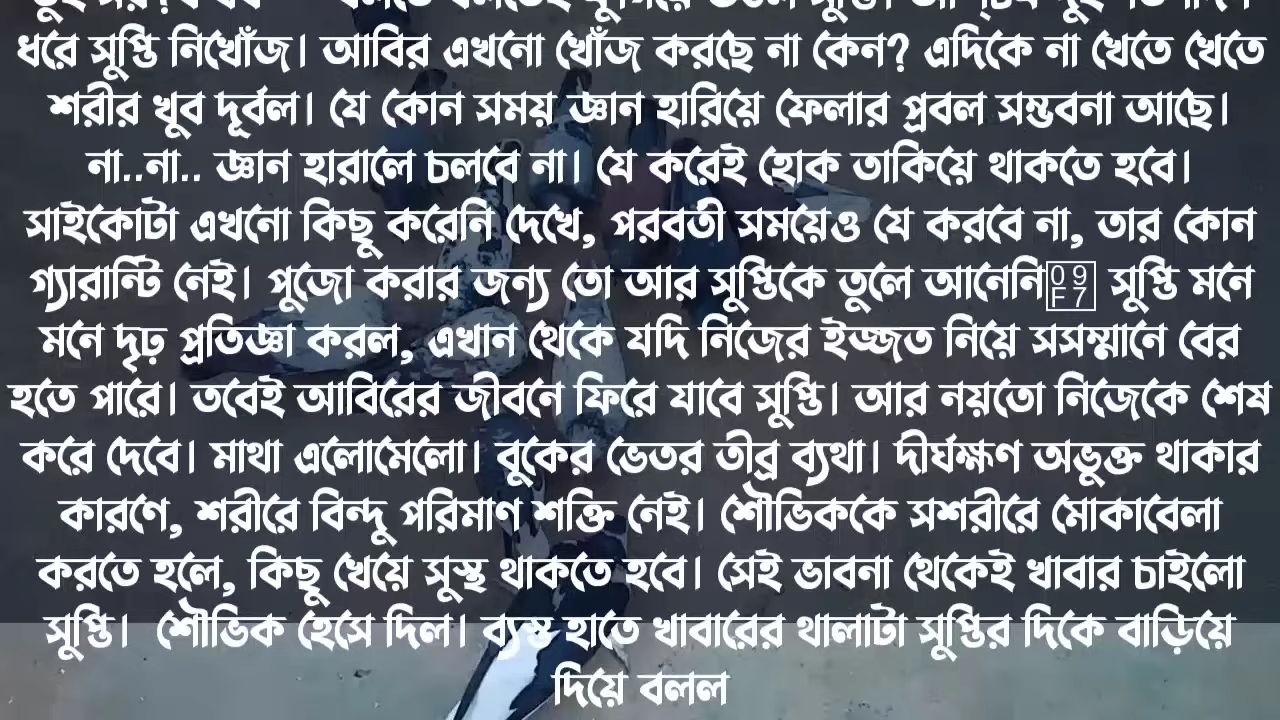 ধরে সুপ্তি নিখোঁজ। আবির এখনো খোঁজ করছে না কেন? এদিকে না খেতে খেতে
শরীর খুব দূর্বল। যে কোন সময় জ্ঞান হারিয়ে ফেলার প্রবল সম্ভবনা আছে।
না..না.. জ্ঞান হারালে চলবে না। যে করেই হোক তাকিয়ে থাকতে হবে।
সাইকোটা এখনো কিছু করেনি দেখে, পরবর্তী সময়েও যে করবে না, তার কোন
গ্যারান্টি নেই। পুজো করার জন্য তো আর সুপ্তিকে তুলে আনেনি৷ সুপ্তি মনে
মনে দৃঢ় প্রতিজ্ঞা করল, এখান থেকে যদি নিজের ইজ্জত নিয়ে সসম্মানে বের
হতে পারে। তবেই আবিরের জীবনে ফিরে যাবে সুপ্তি। আর নয়তো নিজেকে শেষ
করে দেবে। মাথা এলোমেলো। বুকের ভেতর তীব্র ব্যথা। দীর্ঘক্ষণ অভুক্ত থাকার
কারণে, শরীরে বিন্দু পরিমাণ শক্তি নেই। শৌভিককে সশরীরে মোকাবেলা
করতে হলে, কিছু খেয়ে সুস্থ থাকতে হবে। সেই ভাবনা থেকেই খাবার চাইলো
সুপ্তি। শৌভিক হেসে দিল। ব্যস্ত হাতে খাবারের থালাটা সুপ্তির দিকে বাড়িয়ে
দিয়ে বলল